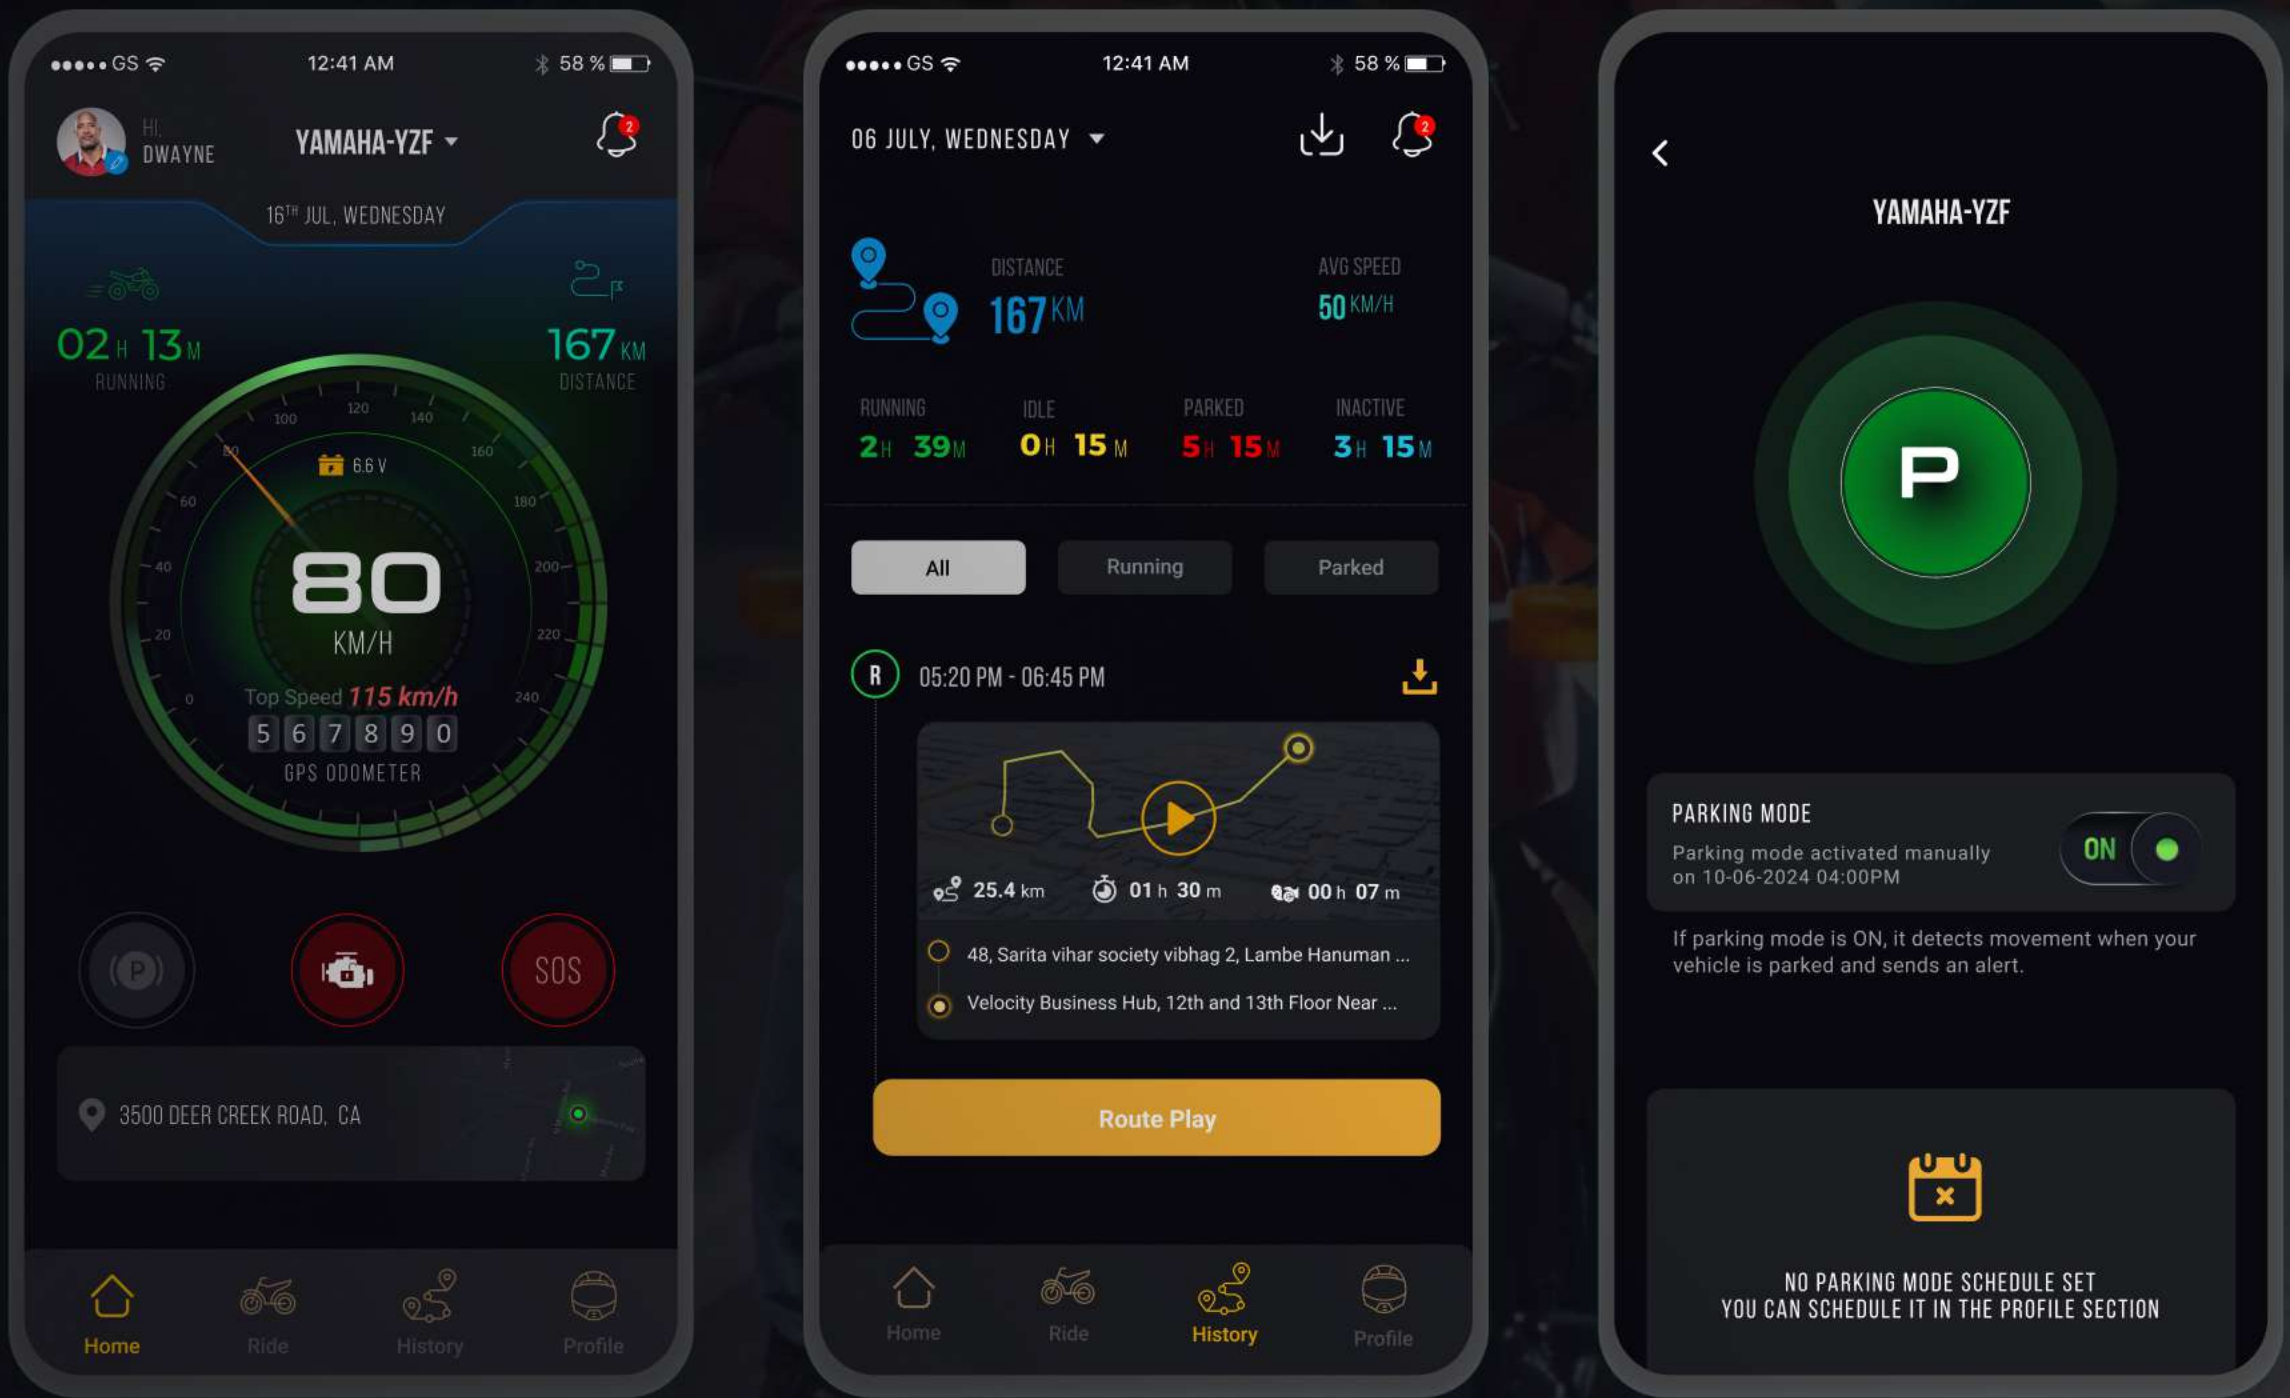 GS 12:41 AM 58 %
HI,
DWAYNE
YAMAHA-YZF
2
16TH JUL, WEDNESDAY
02 H 13 M
RUNNING
167 KM
DISTANCE
0 20 40 60 80 100 120 140 160 180 200 220 240
6.6 V
80
KM/H
Top Speed 115 km/h
5 6 7 8 9 0
GPS ODOMETER
(P)
SOS
3500 DEER CREEK ROAD, CA
Home Ride History Profile
GS 12:41 AM 58 %
06 JULY, WEDNESDAY
2
DISTANCE
167 KM
AVG SPEED
50 KM/H
RUNNING IDLE PARKED INACTIVE
2 H 39 M 0 H 15 M 5 H 15 M 3 H 15 M
All Running Parked
R 05:20 PM - 06:45 PM
25.4 km 01 h 30 m 00 h 07 m
48, Sarita vihar society vibhag 2, Lambe Hanuman ...
Velocity Business Hub, 12th and 13th Floor Near ...
Route Play
Home Ride History Profile
YAMAHA-YZF
P
PARKING MODE
Parking mode activated manually
on 10-06-2024 04:00PM
ON
If parking mode is ON, it detects movement when your
vehicle is parked and sends an alert.
NO PARKING MODE SCHEDULE SET
YOU CAN SCHEDULE IT IN THE PROFILE SECTION